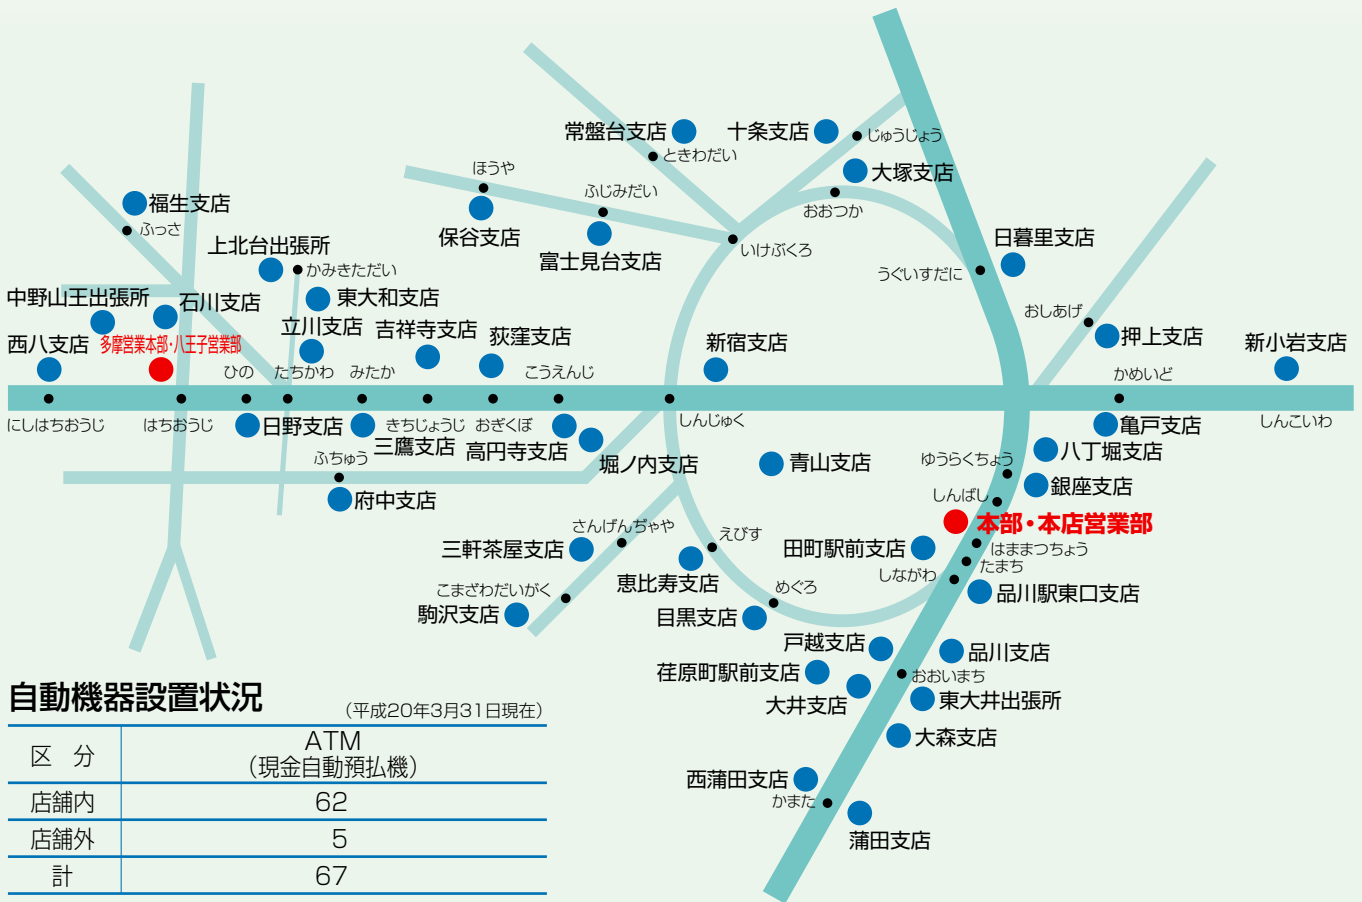 常盤台支店
ときわだい
十条支店
じゅうじょう
大塚支店
おおつか
ほうや
保谷支店
ふじみだい
富士見台支店
いけぶくろ
日暮里支店
うぐいすだに
福生支店
ふっさ
上北台出張所
かみきただい
東大和支店
中野山王出張所
石川支店
立川支店
吉祥寺支店
荻窪支店
新宿支店
おしあげ
押上支店
新小岩支店
西八支店
多摩営業本部・八王子営業部
ひの
たちかわ
みたか
こうえんじ
かめいど
にしはちおうじ
はちおうじ
日野支店
三鷹支店
きちじょうじ
おぎくぼ
高円寺支店
堀ノ内支店
しんじゅく
亀戸支店
しんこいわ
ふちゅう
府中支店
青山支店
八丁堀支店
ゆうらくちょう
銀座支店
しんばし
本部・本店営業部
さんげんぢゃや
三軒茶屋支店
えびす
恵比寿支店
田町駅前支店
はままつちょう
たまち
しながわ
品川駅東口支店
こまざわだいがく
駒沢支店
めぐろ
目黒支店
戸越支店
品川支店
荏原町駅前支店
おおいまち
大井支店
東大井出張所
大森支店
西蒲田支店
かまた
蒲田支店
自動機器設置状況
(平成20年3月31日現在)
区 分 ATM
(現金自動預払機)
店舗内 62
店舗外 5
計 67